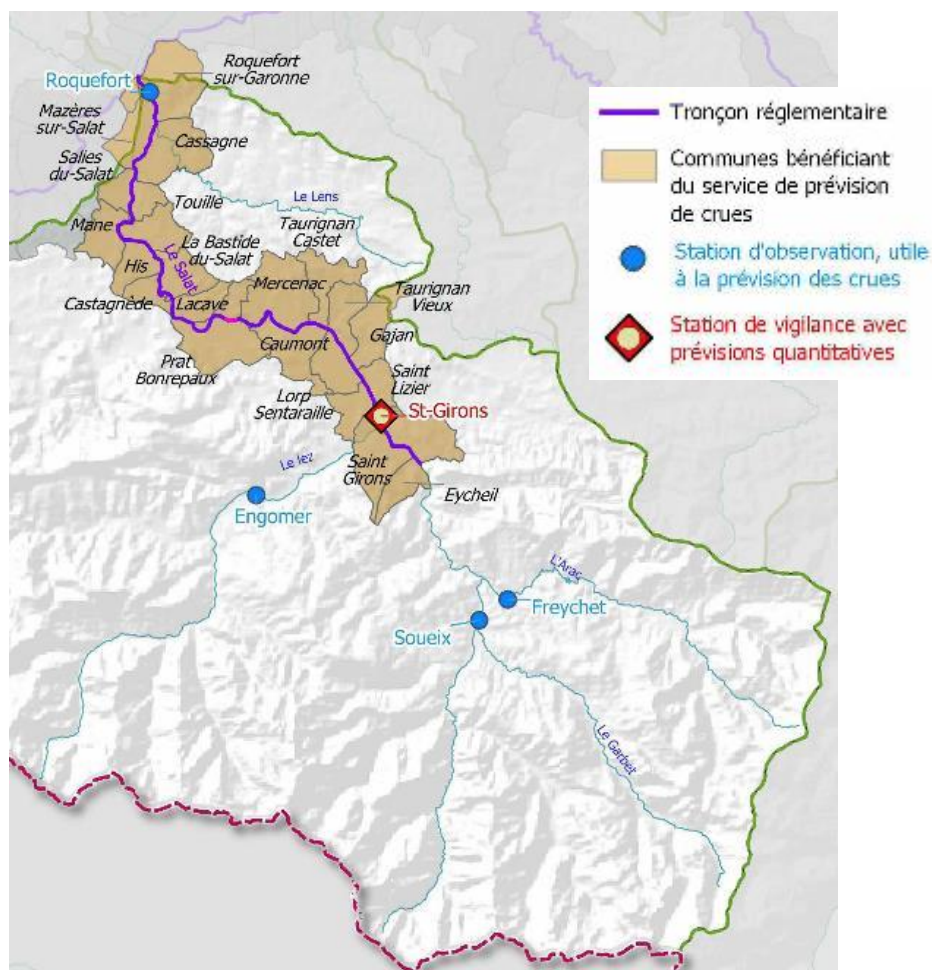 Roquefort
Roquefort
sur-Garonne
Mazères
sur-Salat
Cassagne
Salies
du-Salat
Touille
Le Lens
Taurignan
Castet
Mane
La Bastide
du-Salat
Le Salat
His
Mercenac
Taurignan
Vieux
Castagnède
Lacave
Gajan
Caumont
Prat
Bonrepaux
Saint
Lizier
Lorp
Sentaraille
St-Girons
Le lez
Saint
Girons
Eycheil
Engomer
L'Arac
Freychet
Soueix
Le Garbet
Tronçon réglementaire
Communes bénéficiant
du service de prévision
de crues
Station d'observation, utile
à la prévision des crues
Station de vigilance avec
prévisions quantitatives